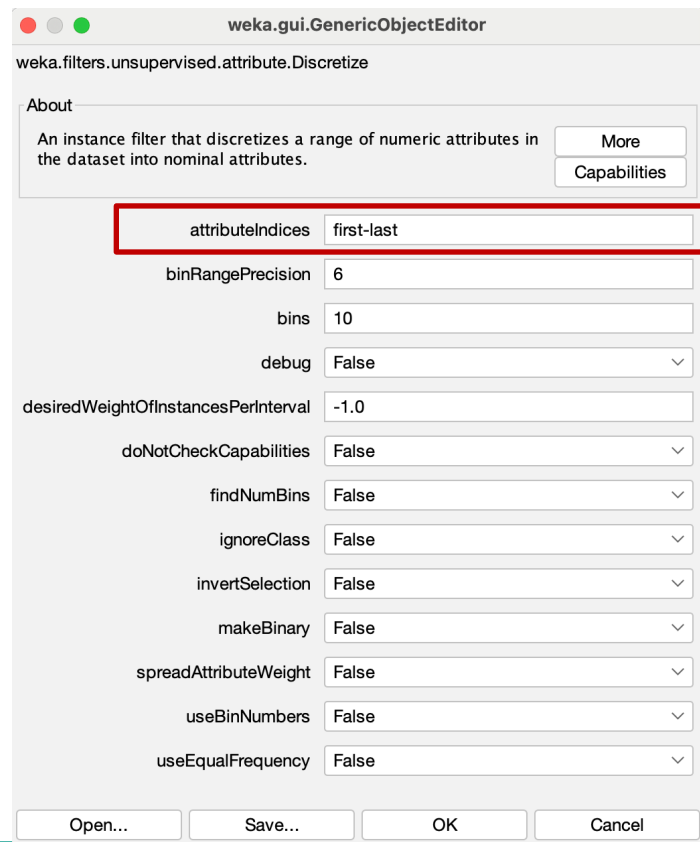 weka.gui.GenericObjectEditor
weka.filters.unsupervised.attribute.Discretize
About
An instance filter that discretizes a range of numeric attributes in
the dataset into nominal attributes.
More
Capabilities
attributeIndices first-last
binRangePrecision 6
bins 10
debug False
desiredWeightOfInstancesPerInterval -1.0
doNotCheckCapabilities False
findNumBins False
ignoreClass False
invertSelection False
makeBinary False
spreadAttributeWeight False
useBinNumbers False
useEqualFrequency False
Open... Save... OK Cancel